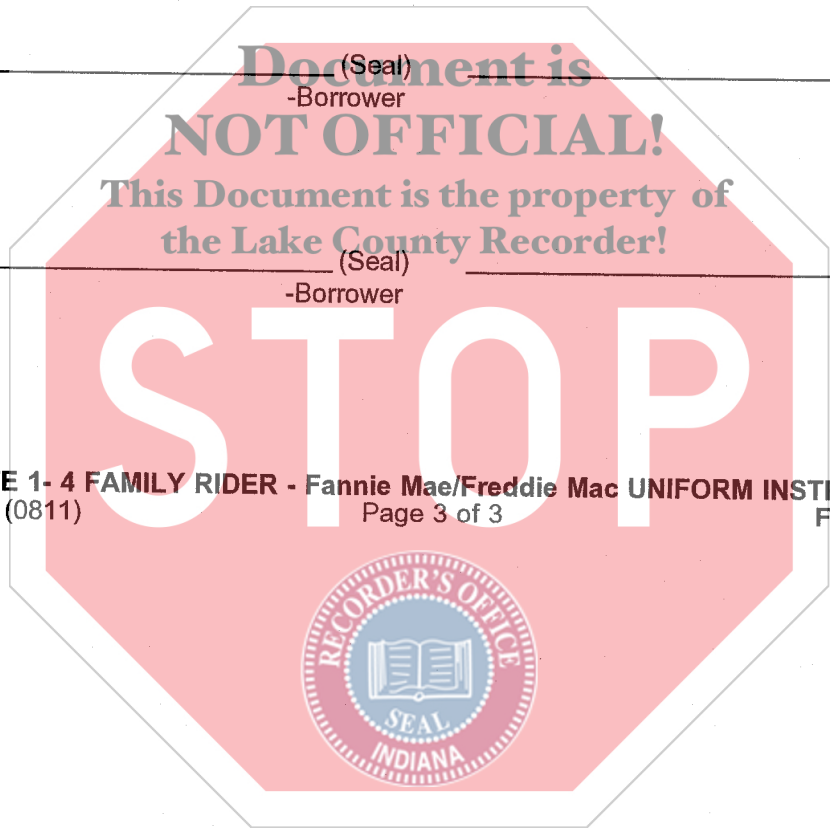 Document is
(Seal)
-Borrower
NOT OFFICIAL!
This Document is the property of
the Lake County Recorder!
(Seal)
-Borrower
STOP
E 1- 4 FAMILY RIDER - Fannie Mae/Freddie Mac UNIFORM INST
(0811) Page 3 of 3 F
RECORDER'S OFFICE
SEAL
INDIANA